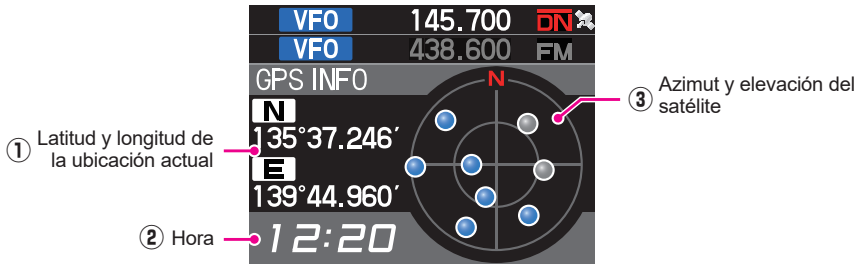 VFO 145.700 DN
VFO 438.600 FM
GPS INFO
N
N
135°37.246′
E
139°44.960′
12:20
① Latitud y longitud de
la ubicación actual
② Hora
③ Azimut y elevación del
satélite